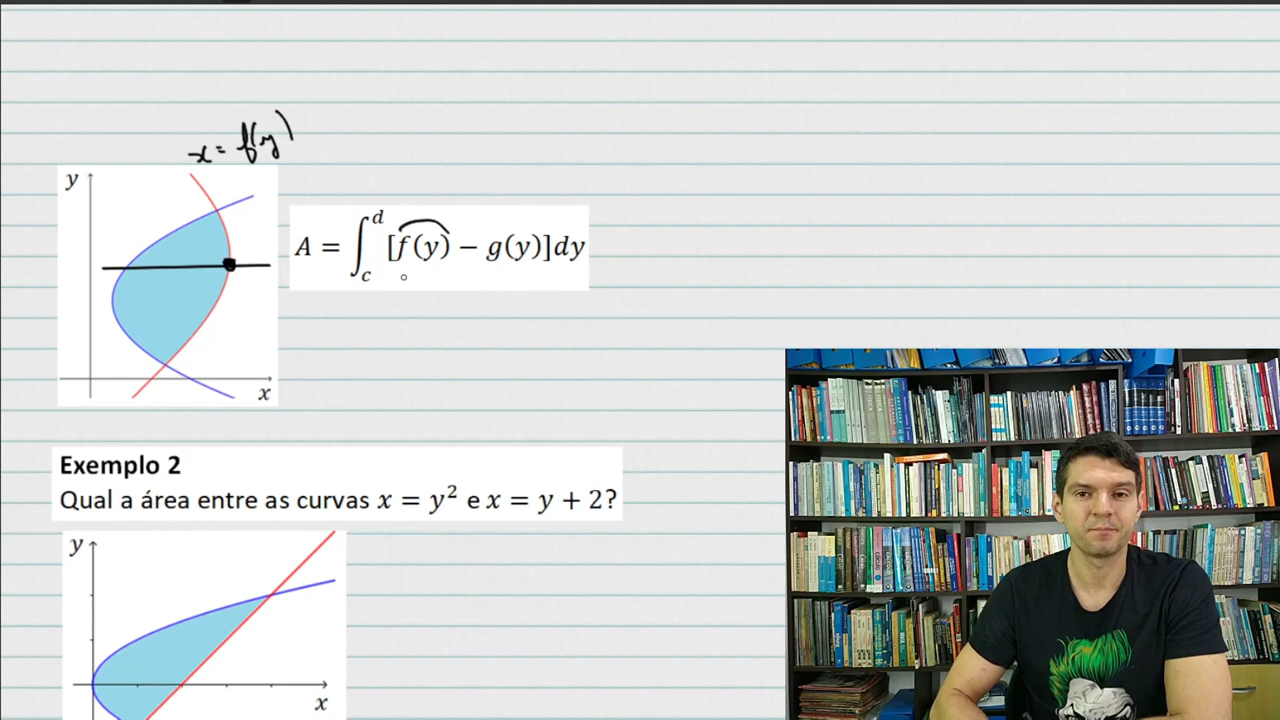 x = f(y)
y
A = ∫_c^d [f(y) − g(y)]dy
x
Exemplo 2
Qual a área entre as curvas x = y² e x = y + 2?
y
x